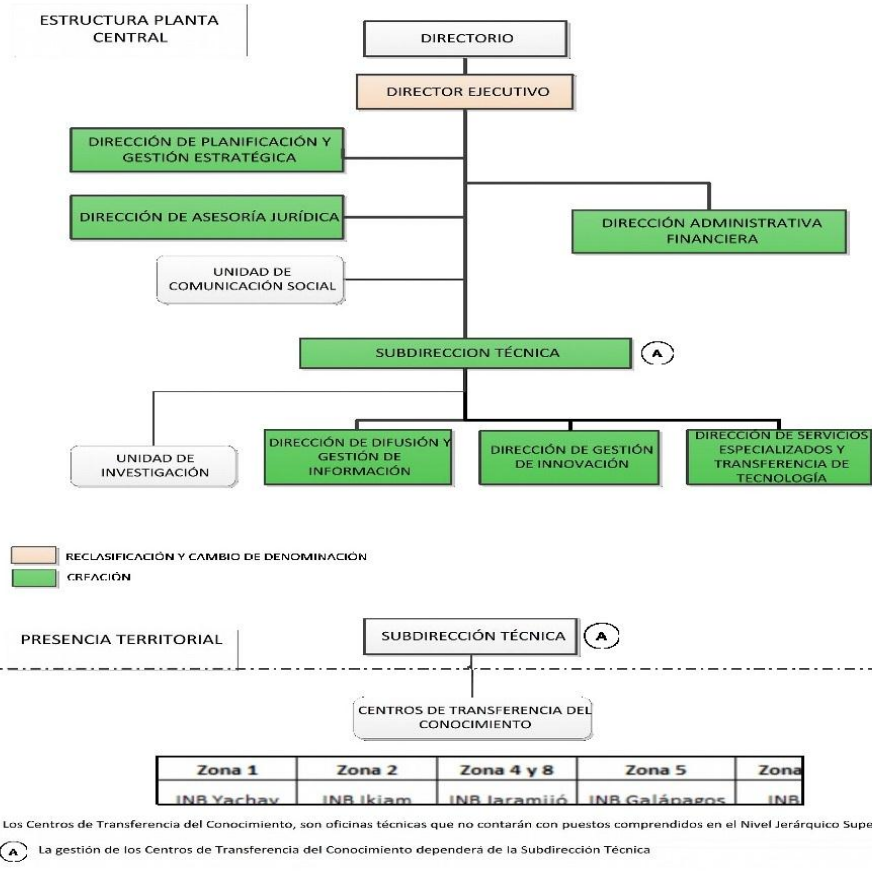 ESTRUCTURA PLANTA
CENTRAL
DIRECTORIO
DIRECTOR EJECUTIVO
DIRECCIÓN DE PLANIFICACIÓN Y
GESTIÓN ESTRATÉGICA
DIRECCIÓN DE ASESORÍA JURÍDICA
DIRECCIÓN ADMINISTRATIVA
FINANCIERA
UNIDAD DE
COMUNICACIÓN SOCIAL
SUBDIRECCION TÉCNICA
A
UNIDAD DE
INVESTIGACIÓN
DIRECCIÓN DE DIFUSIÓN Y
GESTIÓN DE
INFORMACIÓN
DIRECCIÓN DE GESTIÓN
DE INNOVACIÓN
DIRECCIÓN DE SERVICIOS
ESPECIALIZADOS Y
TRANSFERENCIA DE
TECNOLOGÍA
RECLASIFICACIÓN Y CAMBIO DE DENOMINACIÓN
CREACIÓN
PRESENCIA TERRITORIAL
SUBDIRECCIÓN TÉCNICA
A
CENTROS DE TRANSFERENCIA DEL
CONOCIMIENTO
Zona 1 Zona 2 Zona 4 y 8 Zona 5 Zona
INB Yachay INB Ikiam INB Jaramijó INB Galápagos INB
Los Centros de Transferencia del Conocimiento, son oficinas técnicas que no contarán con puestos comprendidos en el Nivel Jerárquico Supe
A La gestión de los Centros de Transferencia del Conocimiento dependerá de la Subdirección Técnica